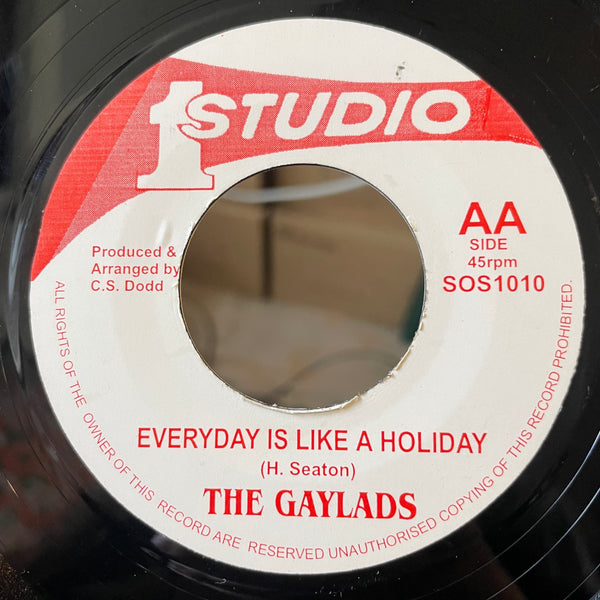 1 STUDIO
Produced &
Arranged by
C.S. Dodd
AA
SIDE
45rpm
SOS1010
EVERYDAY IS LIKE A HOLIDAY
(H. Seaton)
THE GAYLADS
ALL RIGHTS OF THE OWNER OF THIS RECORD ARE RESERVED UNAUTHORISED COPYING OF THIS RECORD PROHIBITED.